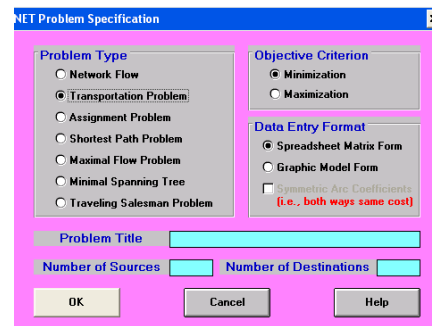 NET Problem Specification
Problem Type
Network Flow
Transportation Problem
Assignment Problem
Shortest Path Problem
Maximal Flow Problem
Minimal Spanning Tree
Traveling Salesman Problem
Objective Criterion
Minimization
Maximization
Data Entry Format
Spreadsheet Matrix Form
Graphic Model Form
Symmetric Arc Coefficients
(i.e., both ways same cost)
Problem Title
Number of Sources Number of Destinations
OK Cancel Help